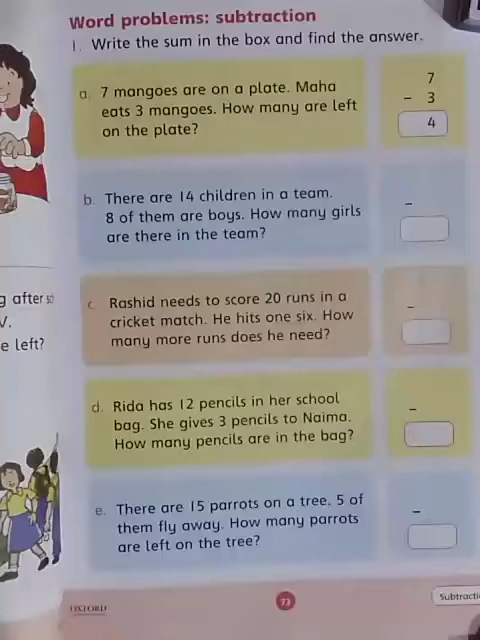 Word problems: subtraction
1. Write the sum in the box and find the answer.
a. 7 mangoes are on a plate. Maha
eats 3 mangoes. How many are left
on the plate?
7
- 3
4
b. There are 14 children in a team.
8 of them are boys. How many girls
are there in the team?
-
c. Rashid needs to score 20 runs in a
cricket match. He hits one six. How
many more runs does he need?
-
d. Rida has 12 pencils in her school
bag. She gives 3 pencils to Naima.
How many pencils are in the bag?
-
e. There are 15 parrots on a tree. 5 of
them fly away. How many parrots
are left on the tree?
-
g after
e left?
OXFORD
73